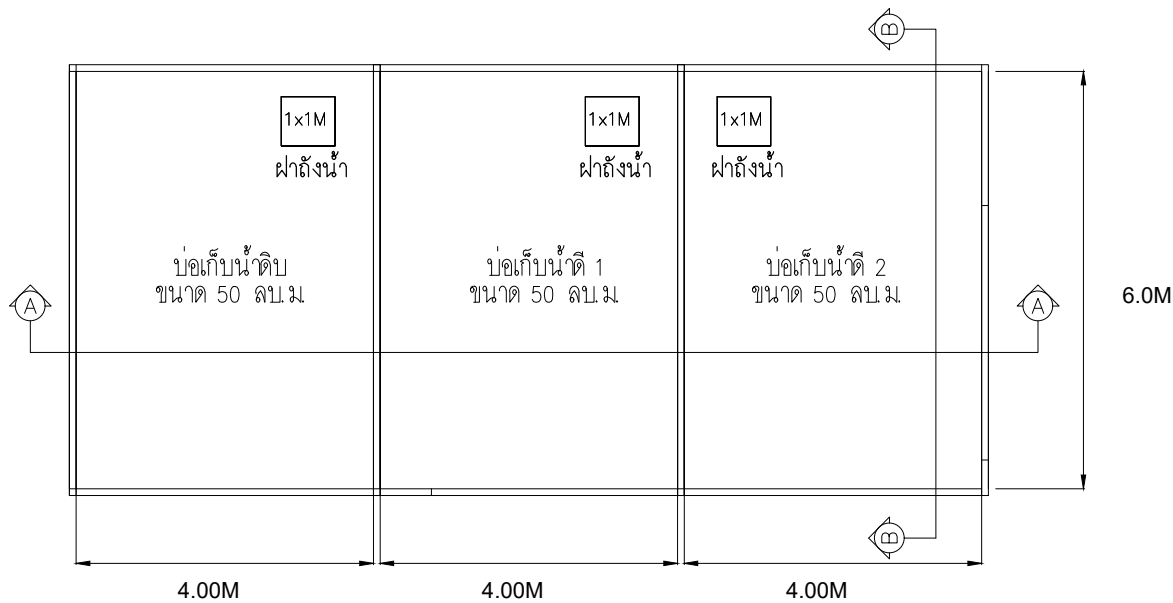 B
1x1M
ฝาถังน้ำ
1x1M
ฝาถังน้ำ
1x1M
ฝาถังน้ำ
บ่อเก็บน้ำดิบ
ขนาด 50 ลบ.ม.
บ่อเก็บน้ำดี 1
ขนาด 50 ลบ.ม.
บ่อเก็บน้ำดี 2
ขนาด 50 ลบ.ม.
A
A
6.0M
B
4.00M
4.00M
4.00M